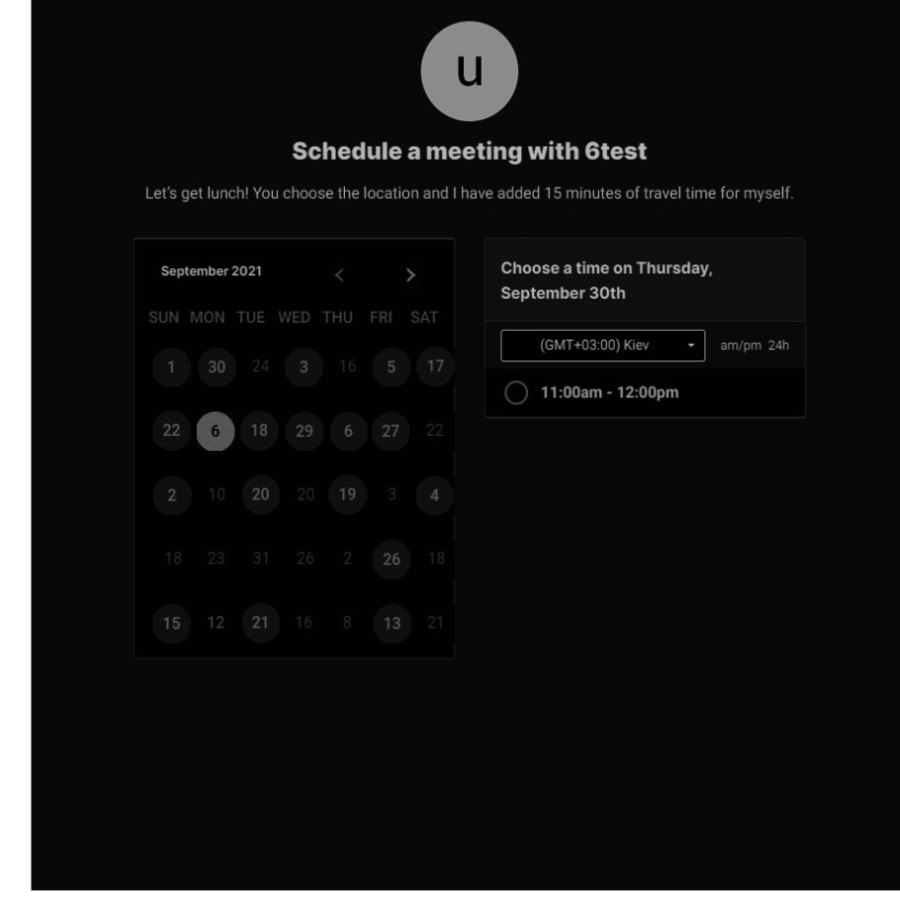 u
Schedule a meeting with 6test
Let's get lunch! You choose the location and I have added 15 minutes of travel time for myself.
September 2021
SUN MON TUE WED THU FRI SAT
1 30 24 3 16 5 17
22 6 18 29 6 27 22
2 10 20 20 19 3 4
18 23 31 26 2 26 18
15 12 21 16 8 13 21
Choose a time on Thursday,
September 30th
(GMT+03:00) Kiev am/pm 24h
11:00am - 12:00pm